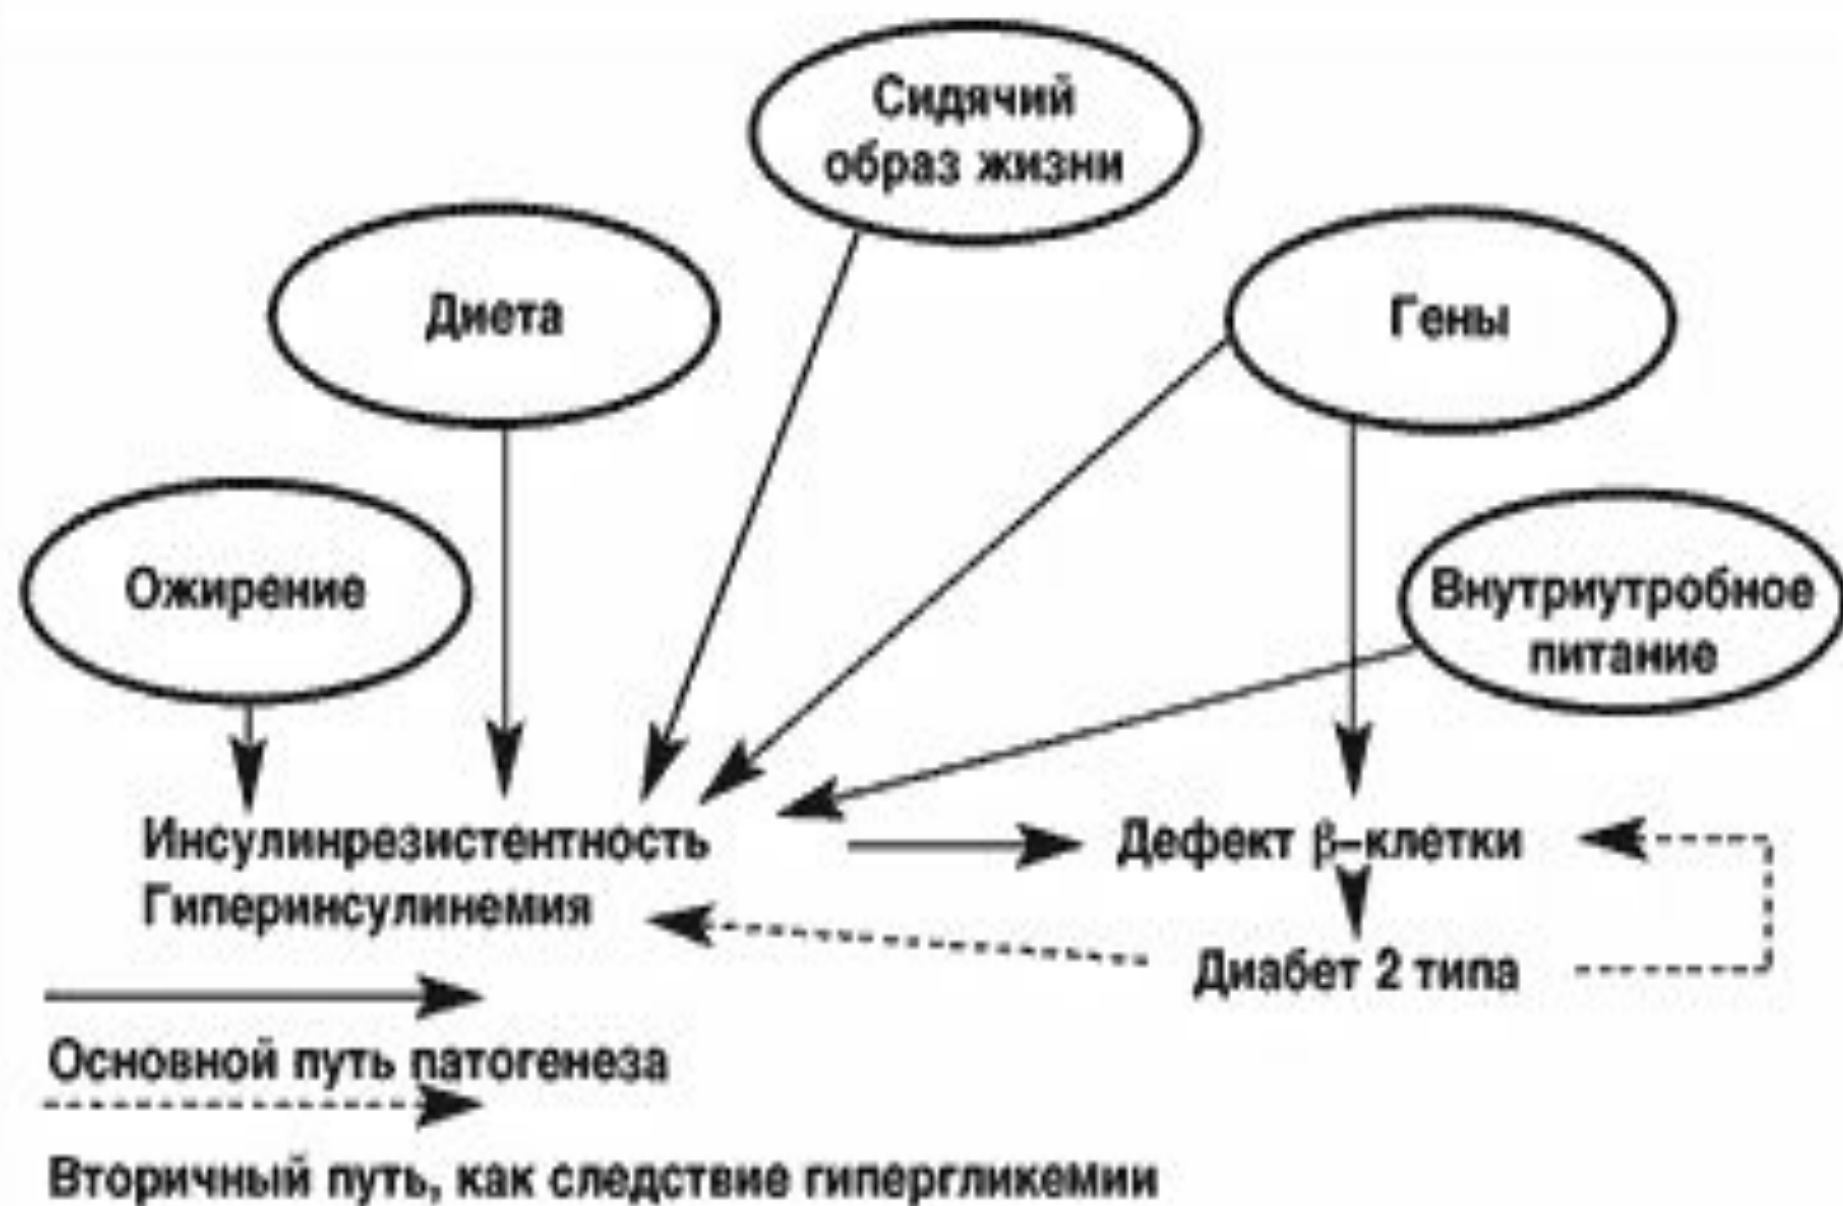 Сидячий
образ жизни
Диета
Гены
Ожирение
Внутриутробное
питание
Инсулинрезистентность
Дефект β-клетки
Гиперинсулинемия
Диабет 2 типа
Основной путь патогенеза
Вторичный путь, как следствие гипергликемии